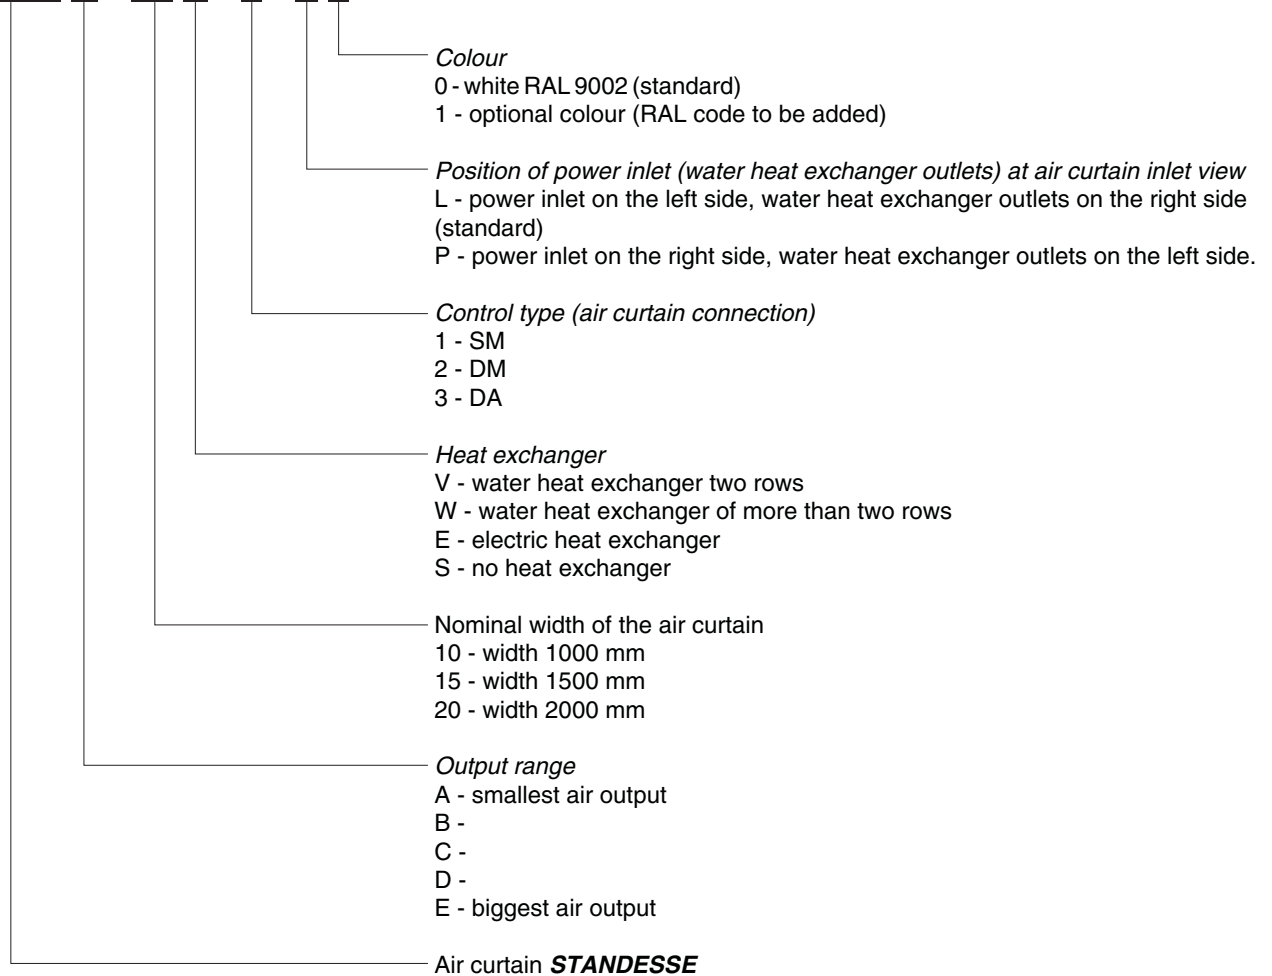 Colour
0 - white RAL 9002 (standard)
1 - optional colour (RAL code to be added)
Position of power inlet (water heat exchanger outlets) at air curtain inlet view
L - power inlet on the left side, water heat exchanger outlets on the right side
(standard)
P - power inlet on the right side, water heat exchanger outlets on the left side.
Control type (air curtain connection)
1 - SM
2 - DM
3 - DA
Heat exchanger
V - water heat exchanger two rows
W - water heat exchanger of more than two rows
E - electric heat exchanger
S - no heat exchanger
Nominal width of the air curtain
10 - width 1000 mm
15 - width 1500 mm
20 - width 2000 mm
Output range
A - smallest air output
B -
C -
D -
E - biggest air output
Air curtain STANDESSE